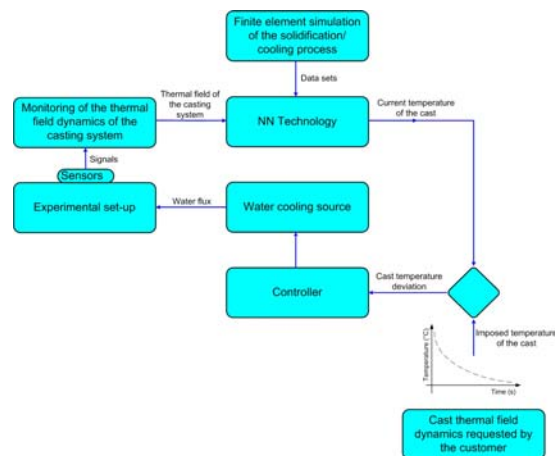 Finite element simulation
of the solidification/
cooling process
Data sets
Monitoring of the thermal
field dynamics of the
casting system
Thermal field of
the casting
system
NN Technology
Current temperature
of the cast
Signals
Sensors
Experimental set-up
Water flux
Water cooling source
Controller
Cast temperature
deviation
Imposed temperature
of the cast
Temperature (°C)
Time (s)
Cast thermal field
dynamics requested by
the customer